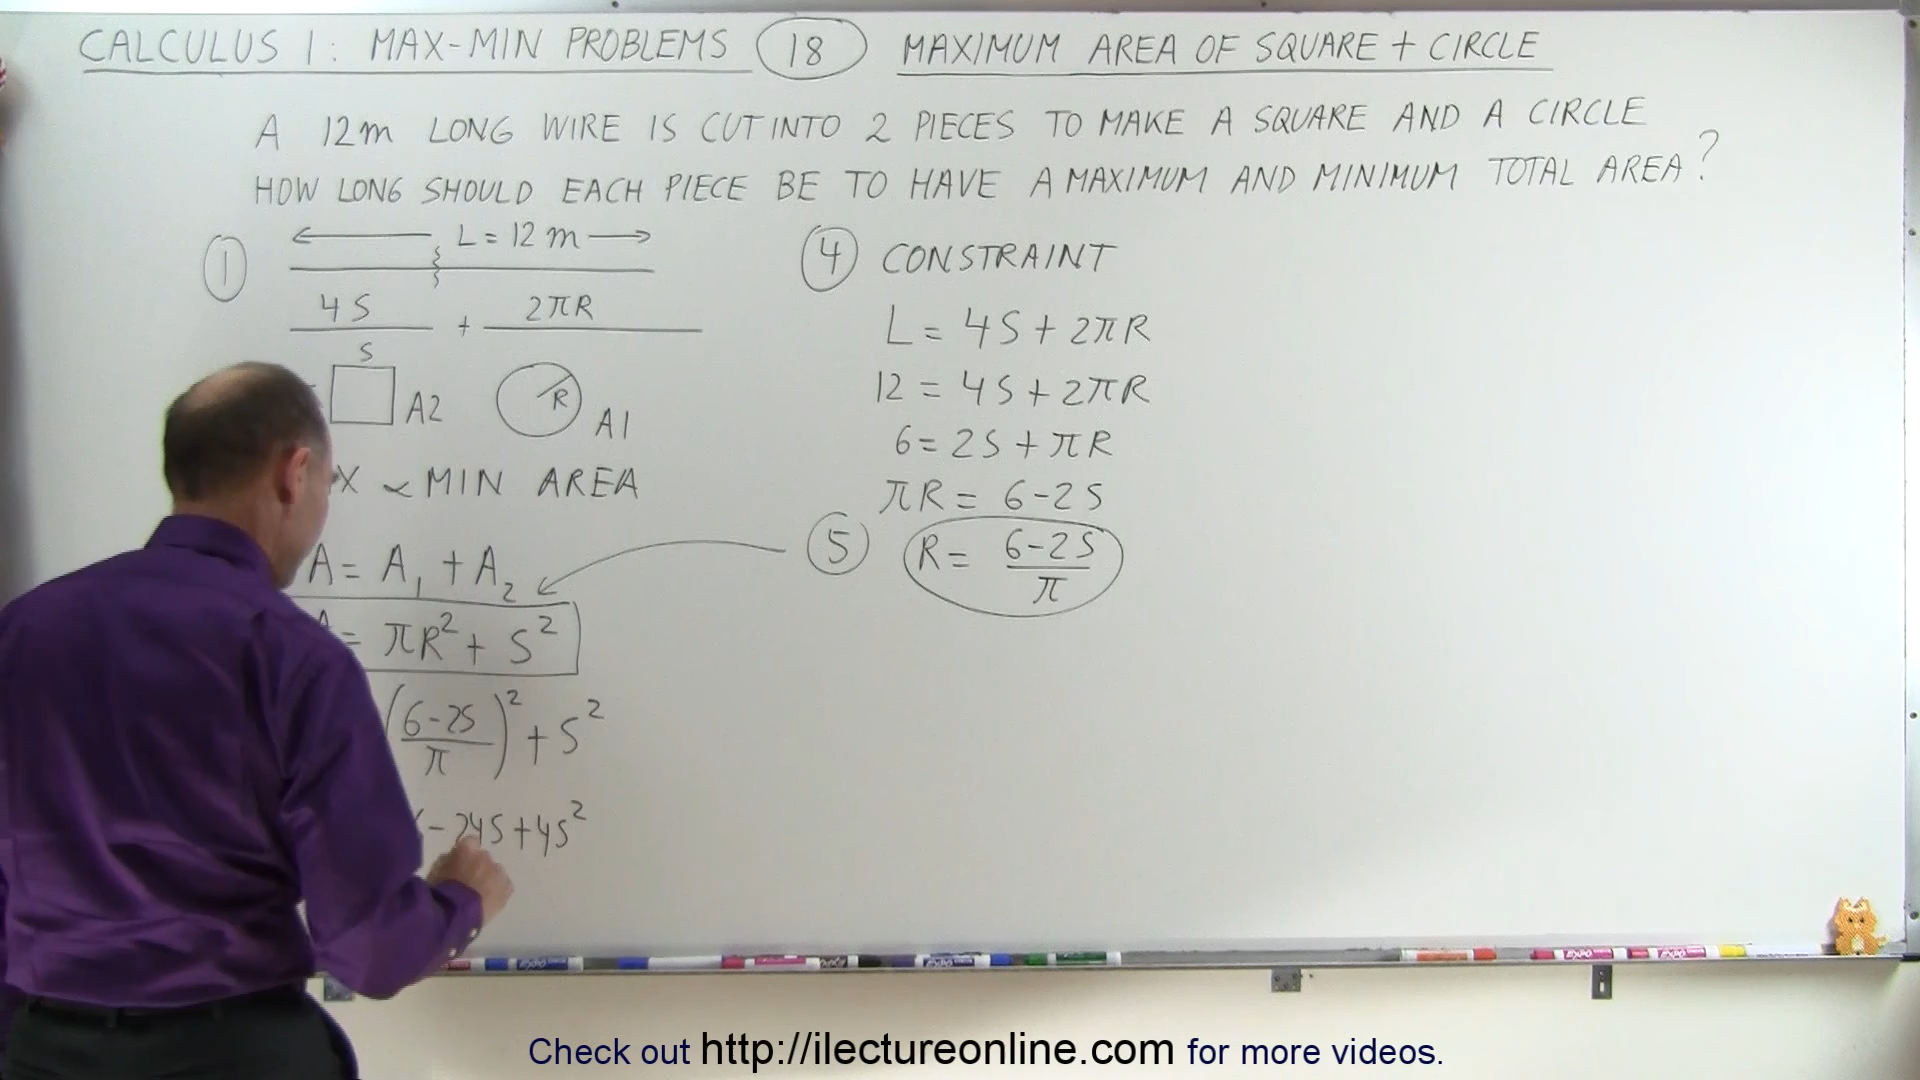 CALCULUS 1: MAX-MIN PROBLEMS 18 MAXIMUM AREA OF SQUARE + CIRCLE
A 12m LONG WIRE IS CUT INTO 2 PIECES TO MAKE A SQUARE AND A CIRCLE
HOW LONG SHOULD EACH PIECE BE TO HAVE A MAXIMUM AND MINIMUM TOTAL AREA?
1
L = 12 m
4S + 2πR
S
A2
R
A1
X & MIN AREA
A = A₁ + A₂
A = πR² + S²
(6-2S/π)² + S²
-24S+4S²
4 CONSTRAINT
L = 4S + 2πR
12 = 4S + 2πR
6 = 2S + πR
πR = 6-2S
5 R = 6-2S/π
EXPO
Check out http://ilectureonline.com for more videos.